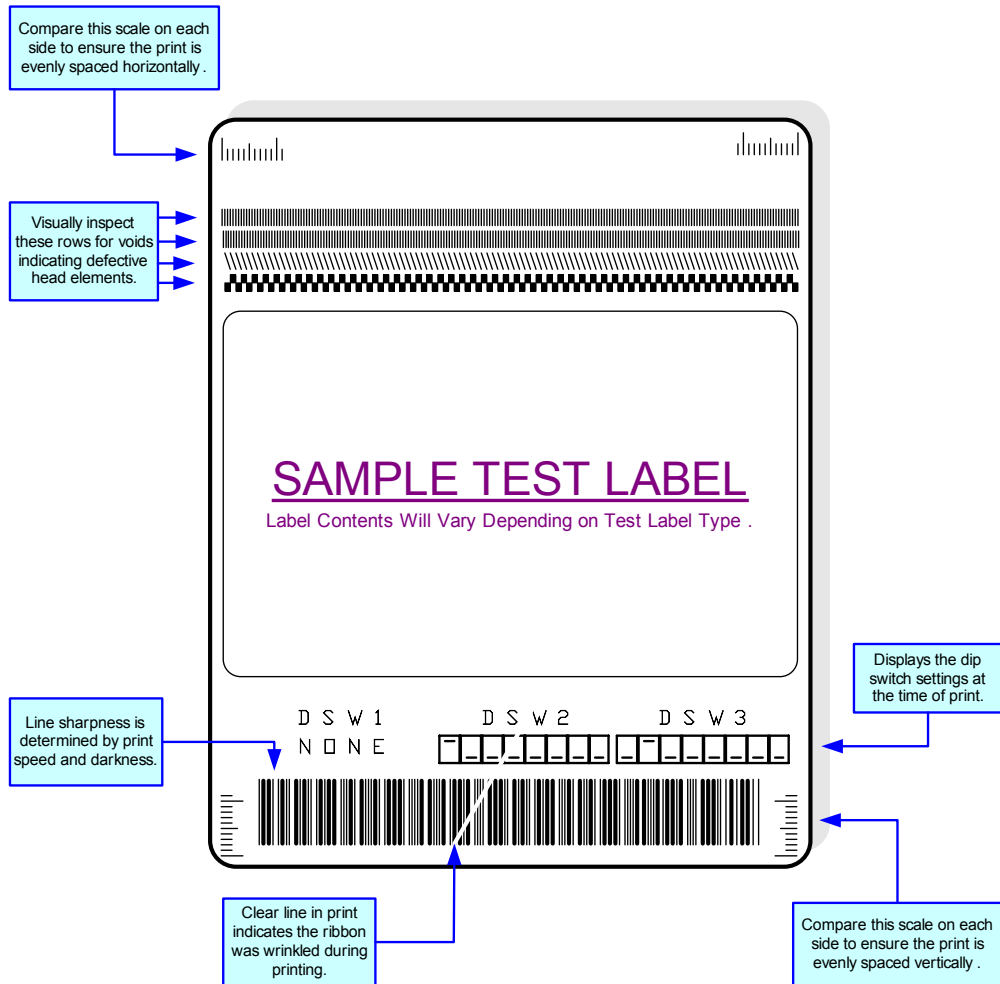 Compare this scale on each
side to ensure the print is
evenly spaced horizontally .
Visually inspect
these rows for voids
indicating defective
head elements.
SAMPLE TEST LABEL
Label Contents Will Vary Depending on Test Label Type .
Displays the dip
switch settings at
the time of print.
Line sharpness is
determined by print
speed and darkness.
DSW1
NONE
DSW2
DSW3
Clear line in print
indicates the ribbon
was wrinkled during
printing.
Compare this scale on each
side to ensure the print is
evenly spaced vertically .